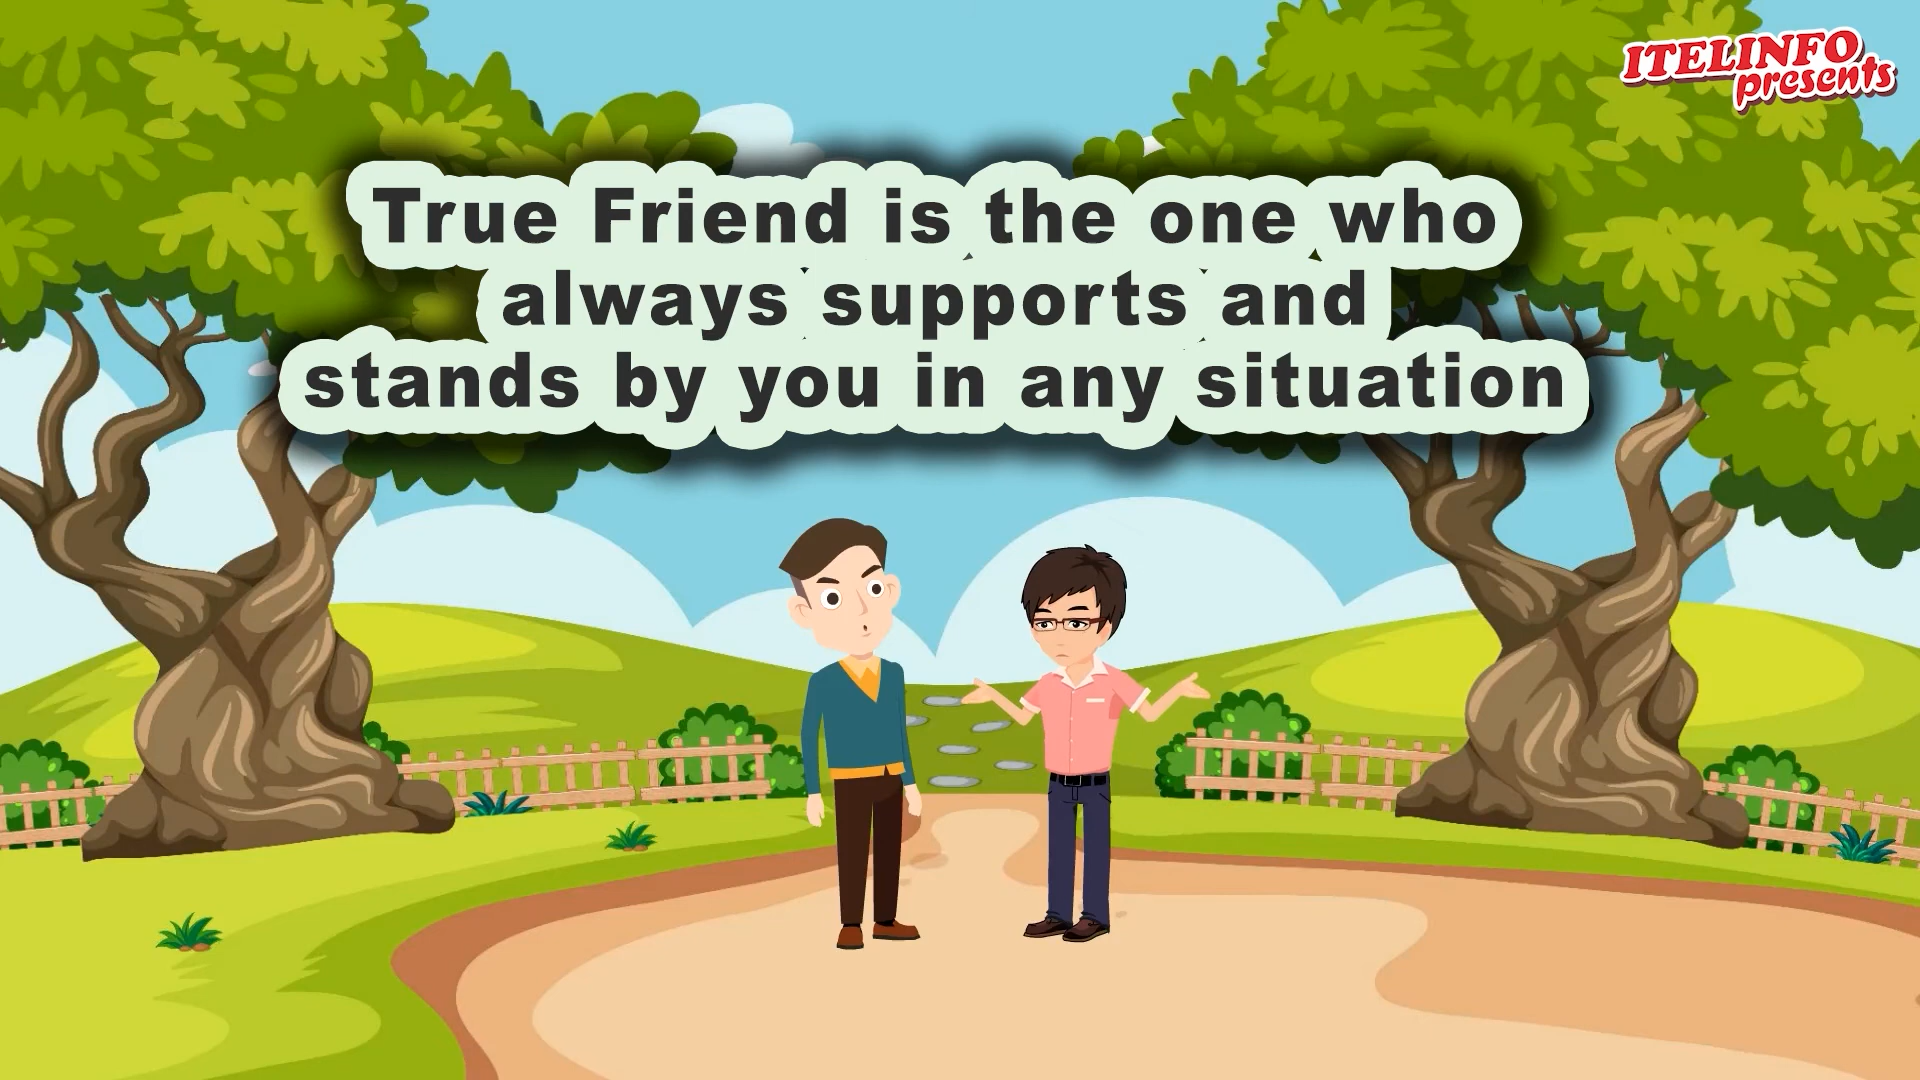 ITELINFO
presents
True Friend is the one who
always supports and
stands by you in any situation